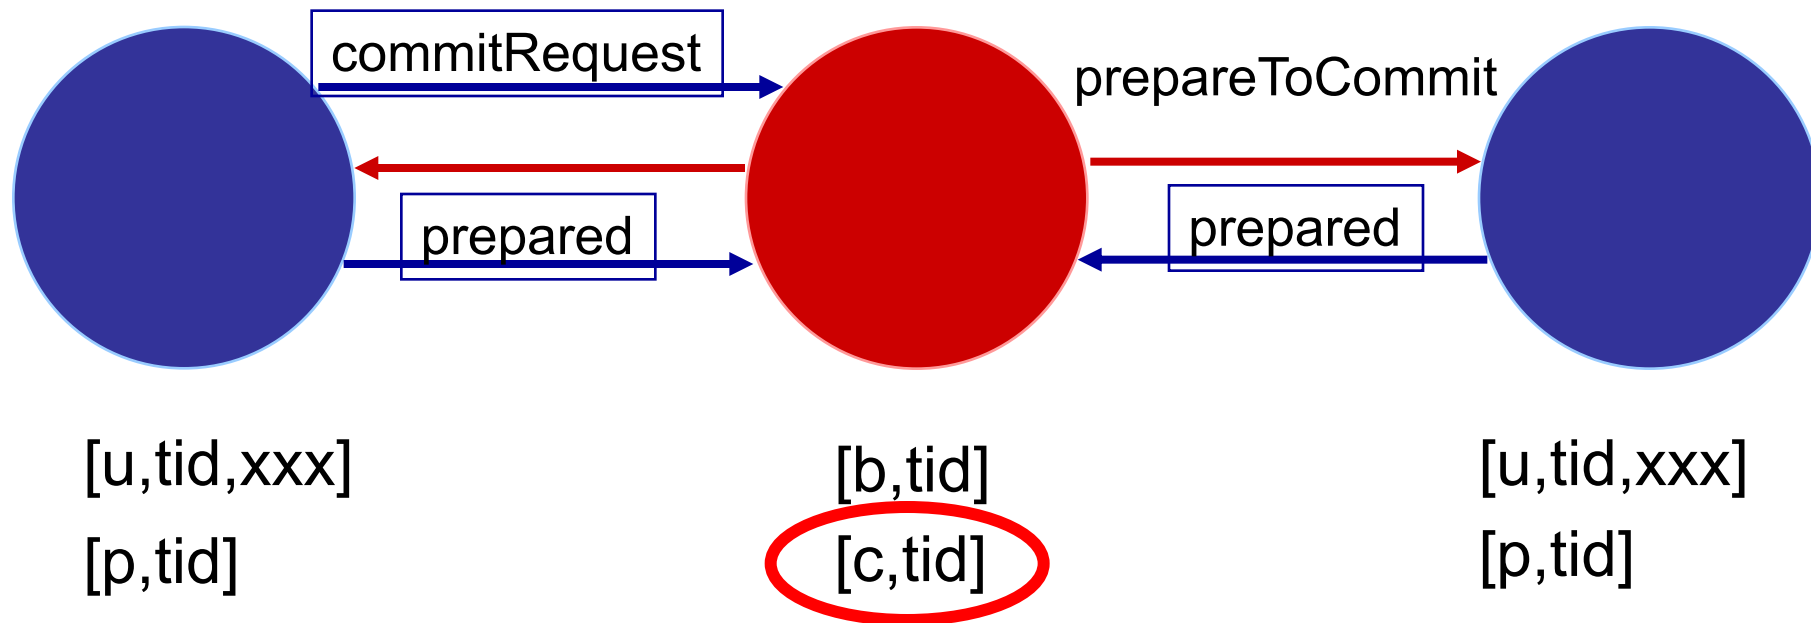 commitRequest
prepareToCommit
prepared
prepared
[u,tid,xxx]
[b,tid]
[u,tid,xxx]
[p,tid]
[c,tid]
[p,tid]